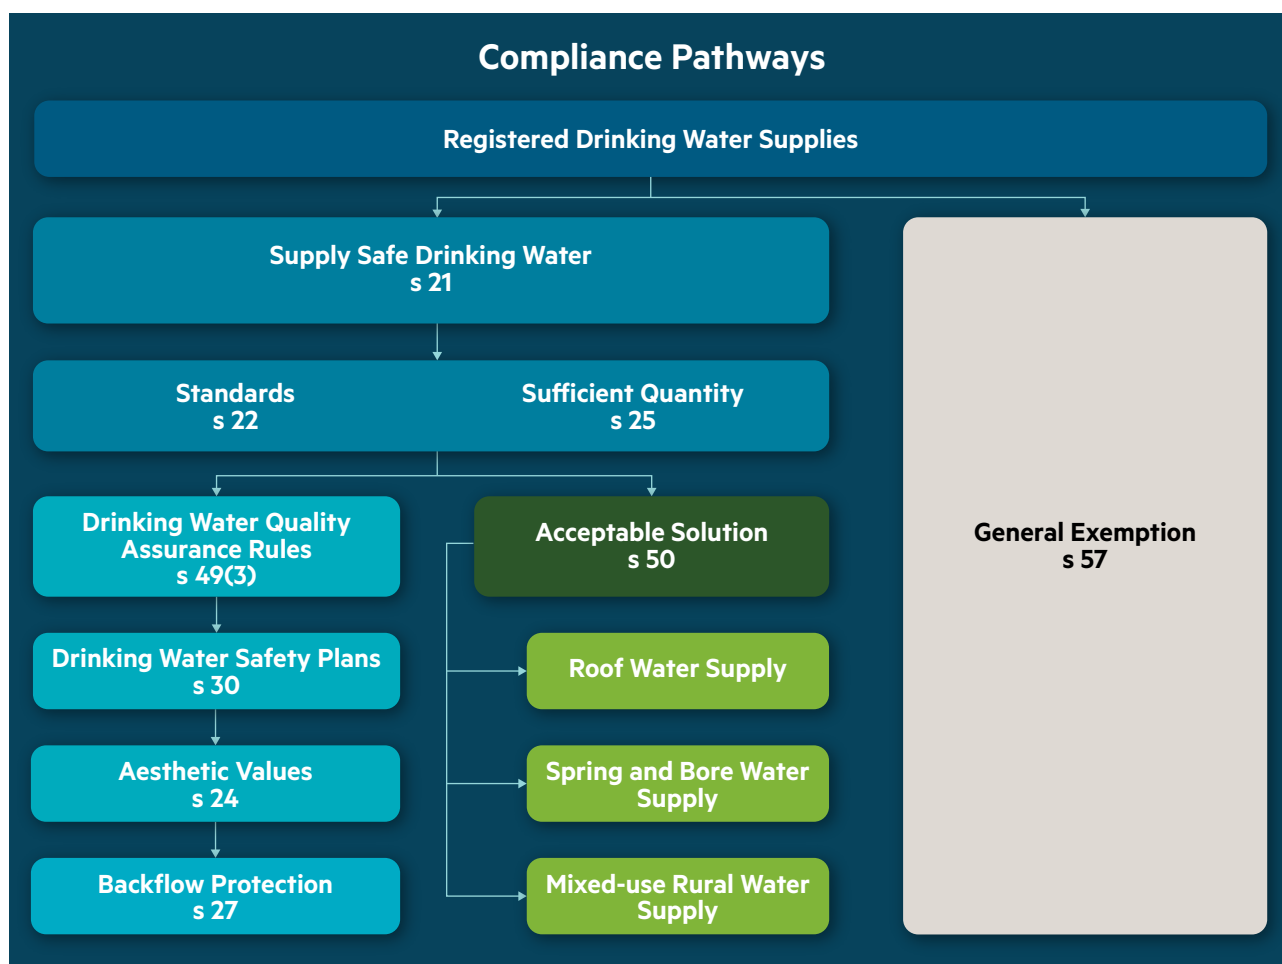 Compliance Pathways
Registered Drinking Water Supplies
Supply Safe Drinking Water
s 21
Standards
s 22
Sufficient Quantity
s 25
Drinking Water Quality
Assurance Rules
s 49(3)
Drinking Water Safety Plans
s 30
Aesthetic Values
s 24
Backflow Protection
s 27
Acceptable Solution
s 50
Roof Water Supply
Spring and Bore Water
Supply
Mixed-use Rural Water
Supply
General Exemption
s 57